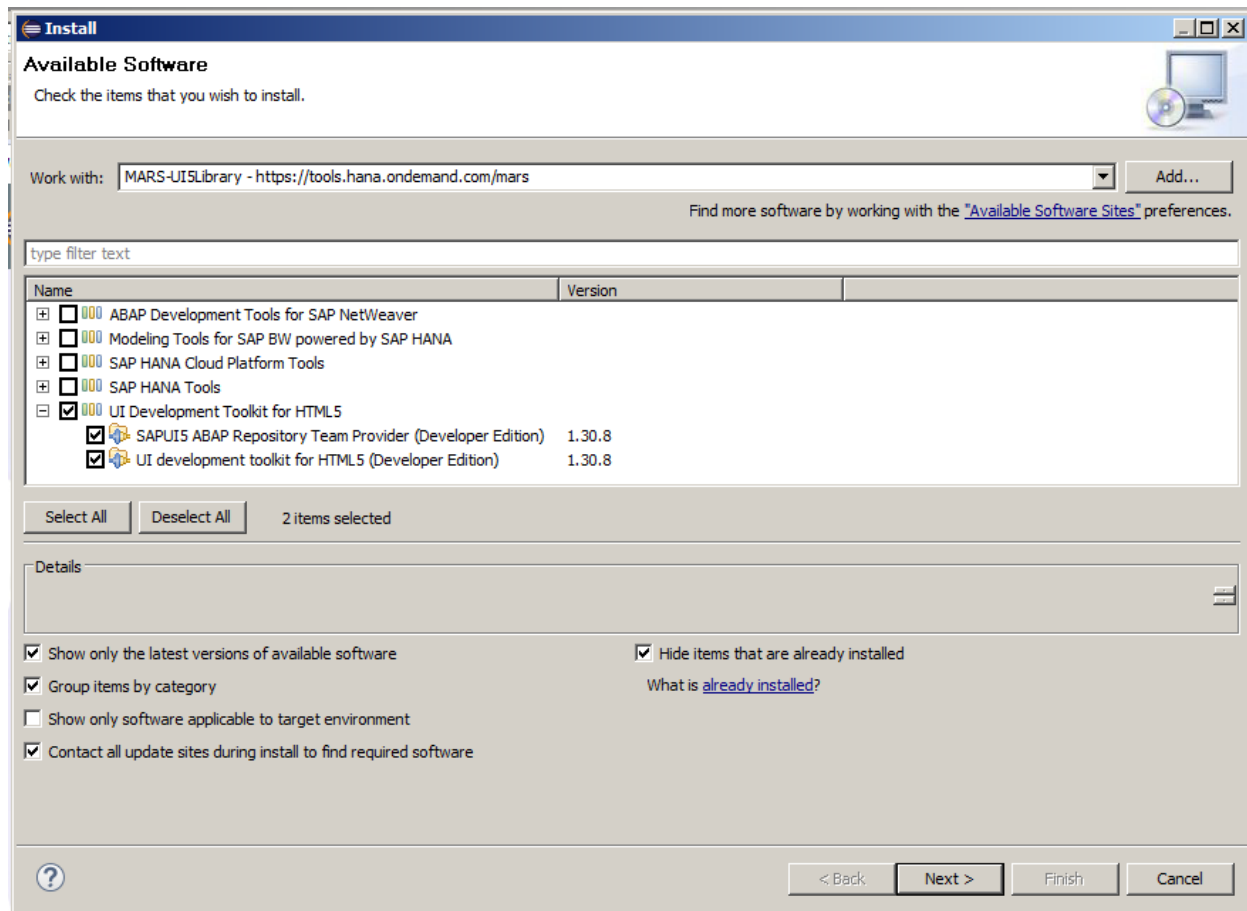 Install
Available Software
Check the items that you wish to install.
Work with: MARS-UI5Library - https://tools.hana.ondemand.com/mars Add...
Find more software by working with the "Available Software Sites" preferences.
type filter text
Name Version
ABAP Development Tools for SAP NetWeaver
Modeling Tools for SAP BW powered by SAP HANA
SAP HANA Cloud Platform Tools
SAP HANA Tools
UI Development Toolkit for HTML5
SAPUI5 ABAP Repository Team Provider (Developer Edition) 1.30.8
UI development toolkit for HTML5 (Developer Edition) 1.30.8
Select All Deselect All 2 items selected
Details
Show only the latest versions of available software Hide items that are already installed
Group items by category What is already installed?
Show only software applicable to target environment
Contact all update sites during install to find required software
? < Back Next > Finish Cancel